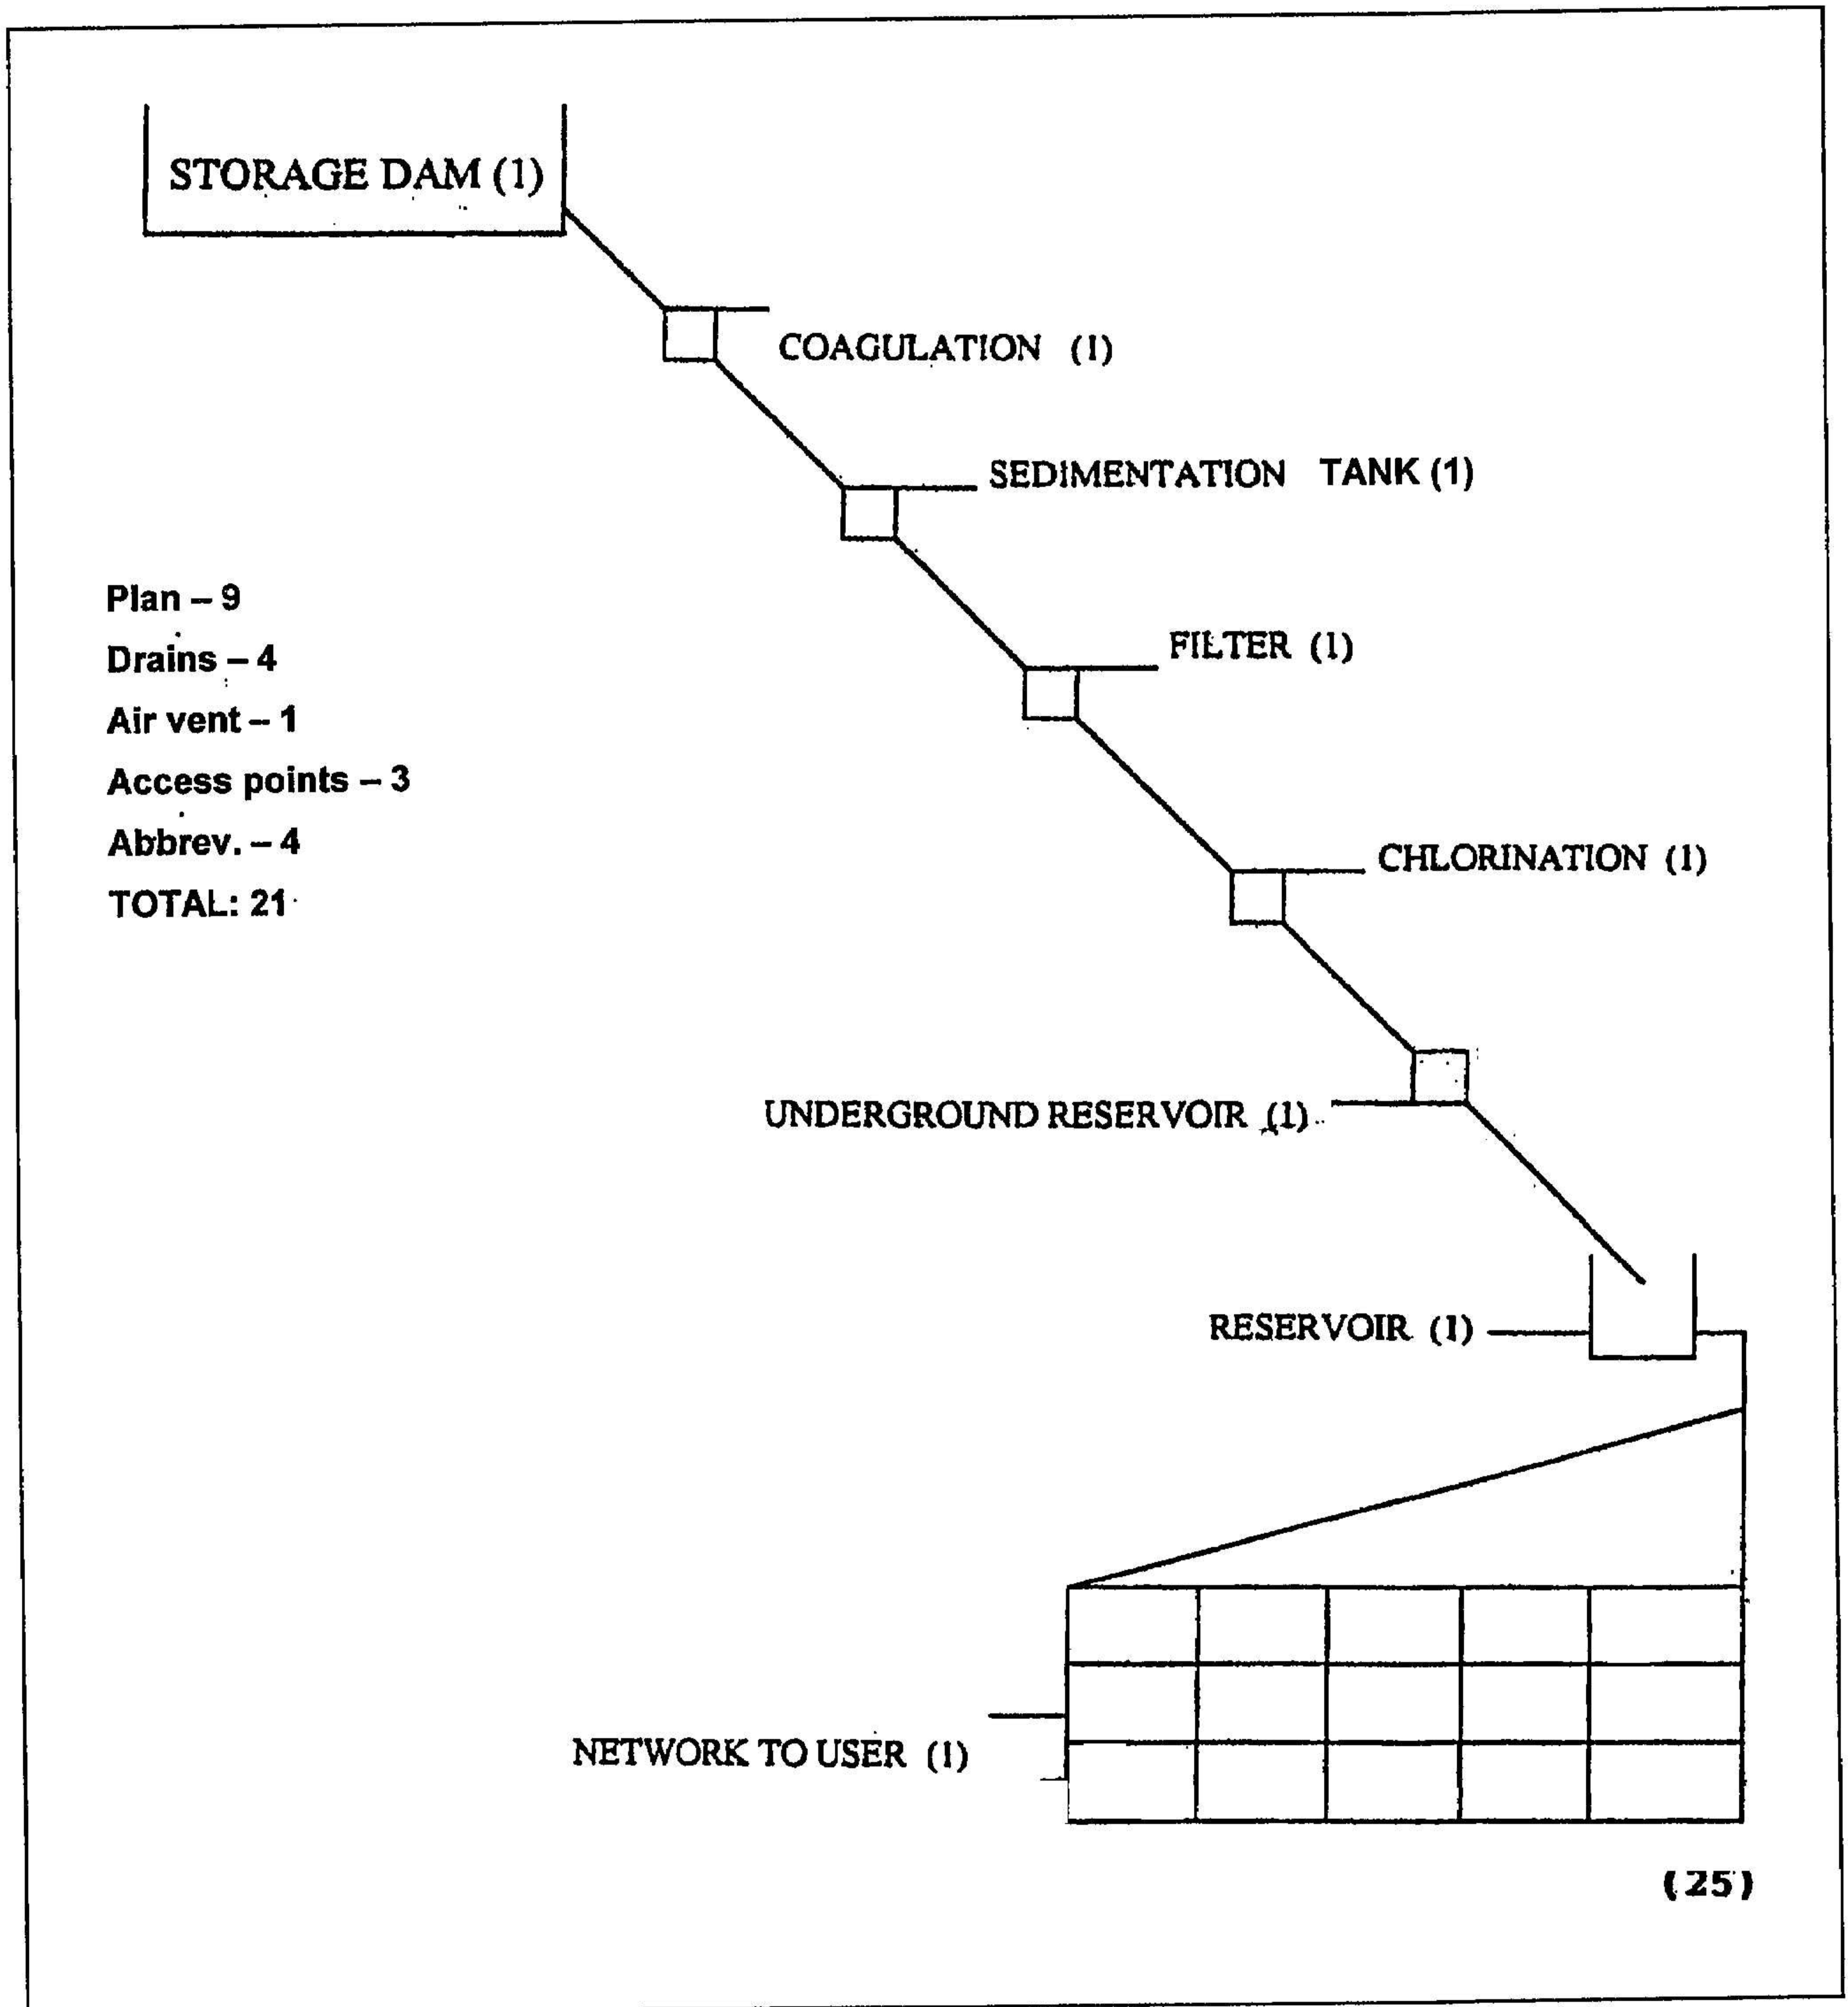 STORAGE DAM (1)
COAGULATION (1)
SEDIMENTATION TANK (1)
Plan – 9
Drains – 4
Air vent – 1
Access points – 3
Abbrev. – 4
TOTAL: 21
FILTER (1)
CHLORINATION (1)
UNDERGROUND RESERVOIR (1)
RESERVOIR (1)
NETWORK TO USER (1)
(25)